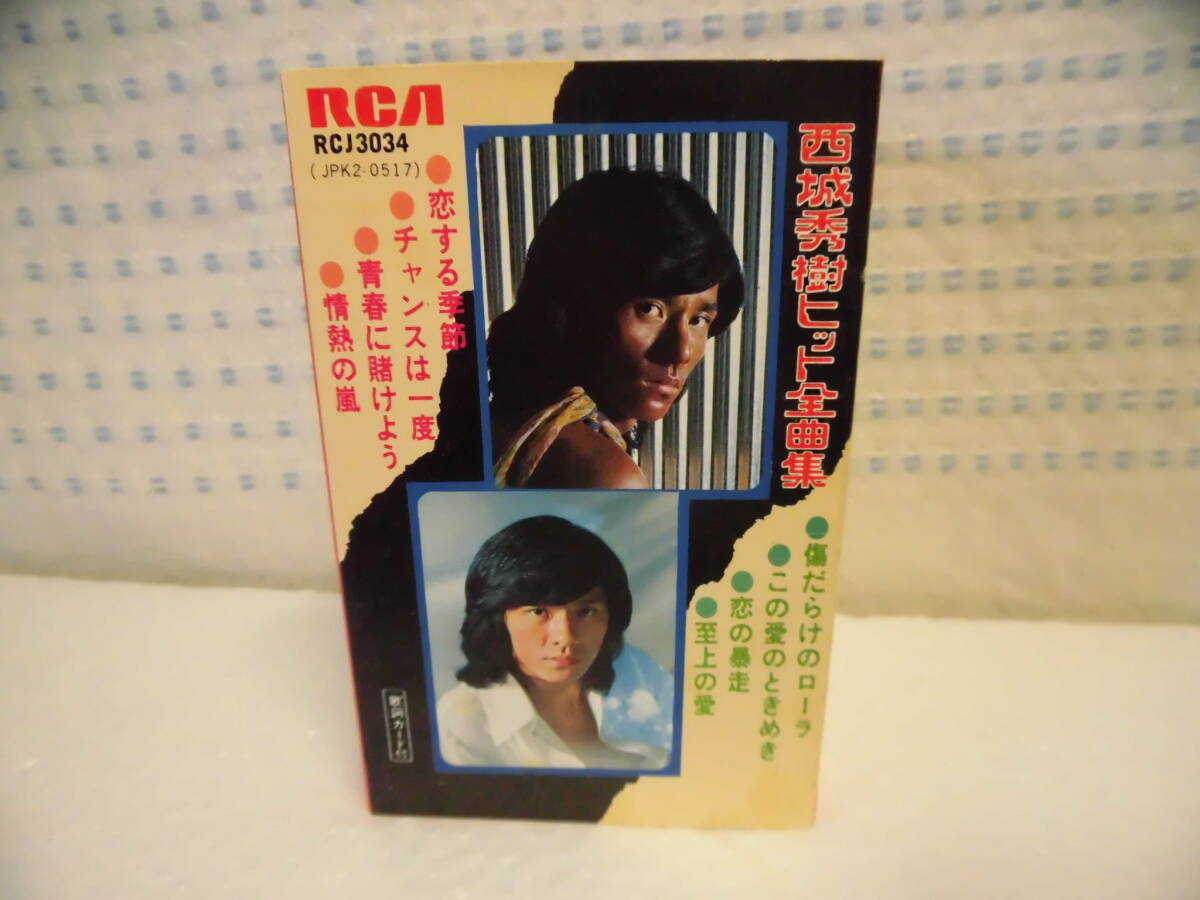 RCA
RCJ3034
(JPK2-0517)
西城秀樹ヒット全曲集
●恋する季節
●チャンスは一度
●青春に賭けよう
●情熱の嵐
●傷だらけのローラ
●この愛のときめき
●恋の暴走
●至上の愛
歌詞カード付